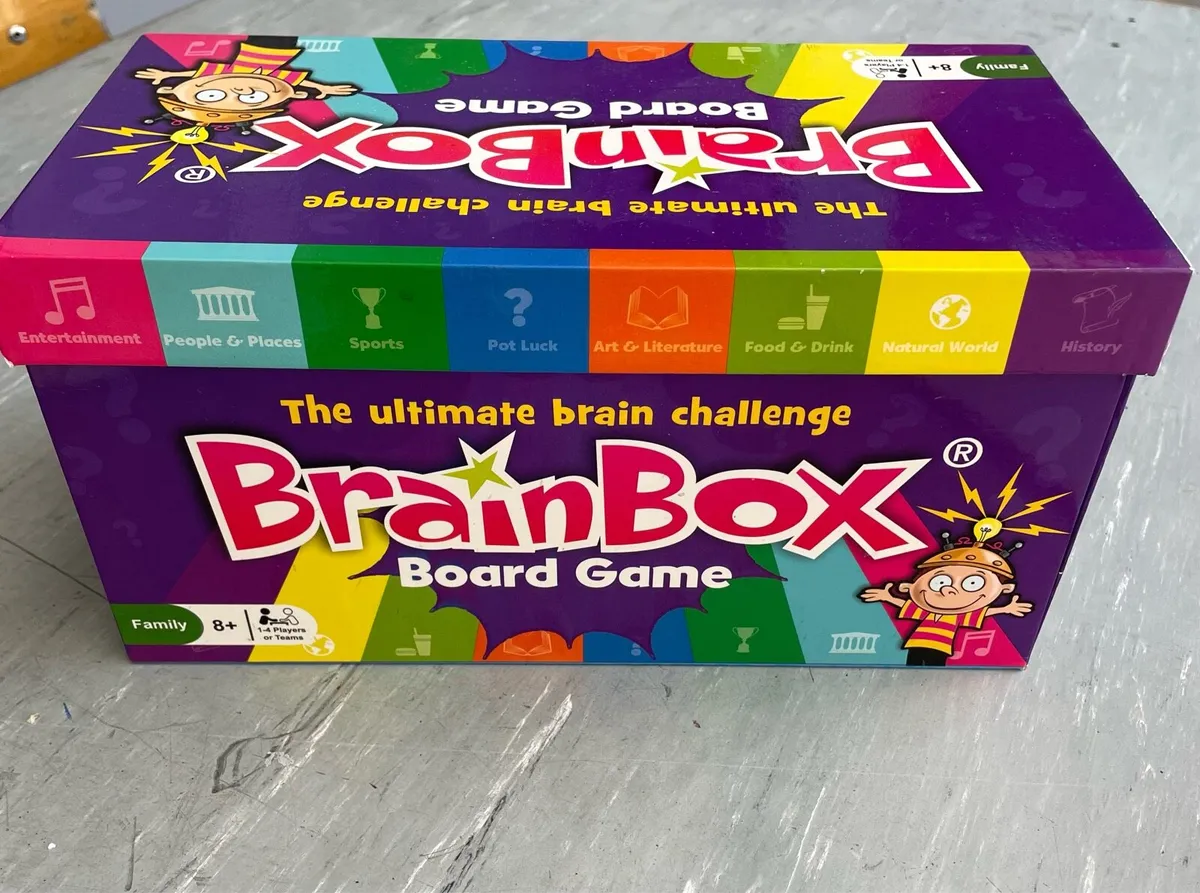 Family
8+
1-4 Players
or Teams
Board Game
BrainBox
®
The ultimate brain challenge
Entertainment
People & Places
Sports
?
Pot Luck
Art & Literature
Food & Drink
Natural World
History
The ultimate brain challenge
BrainBox
®
Board Game
Family
8+
1-4 Players
or Teams